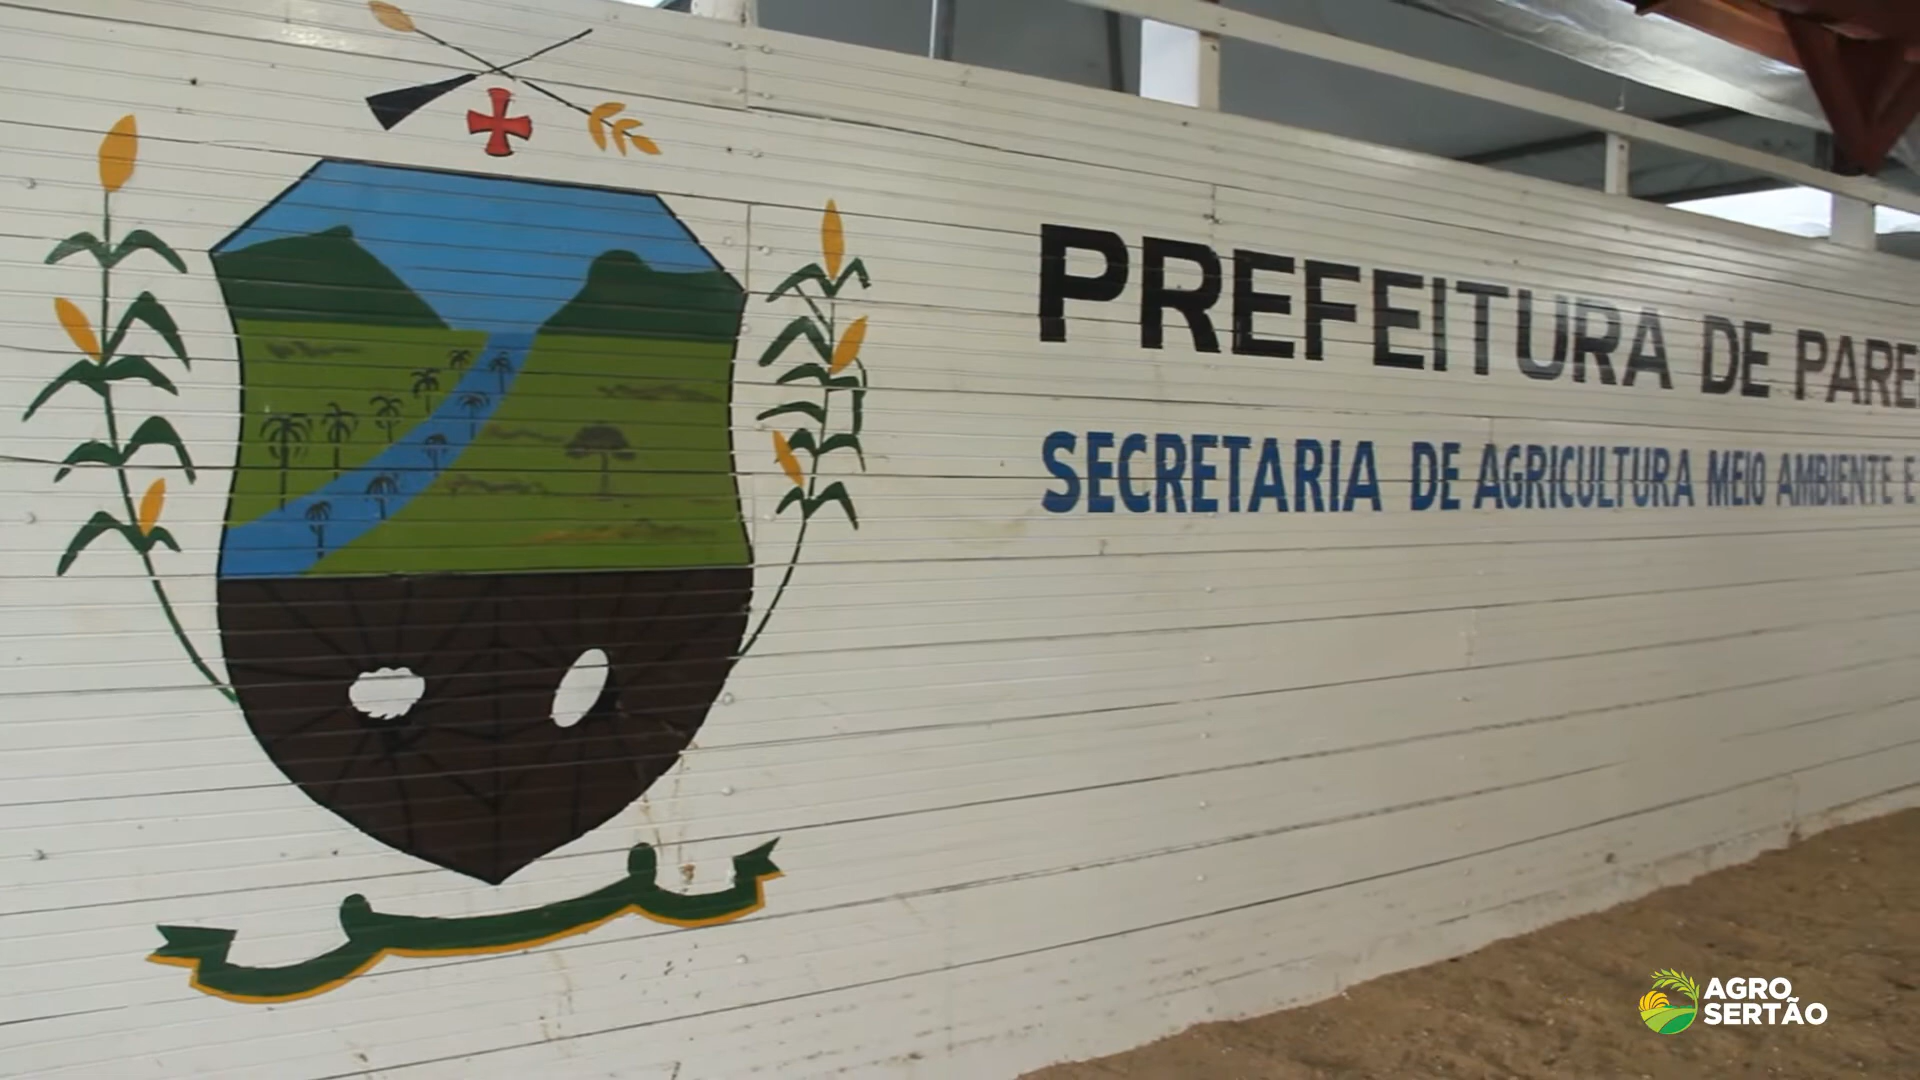 PREFEITURA DE PARE
SECRETARIA DE AGRICULTURA MEIO AMBIENTE E
AGRO
SERTÃO